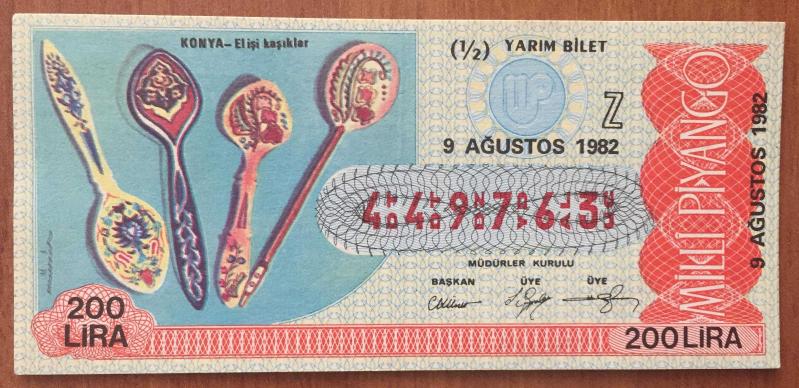 KONYA-Elişi kaşıklar
(1/2) YARIM BİLET
MP
Z
9 AĞUSTOS 1982
449763
MÜDÜRLER KURULU
BAŞKAN ÜYE ÜYE
200
LİRA
200 LİRA
MİLLİ PİYANGO
9 AĞUSTOS 1982